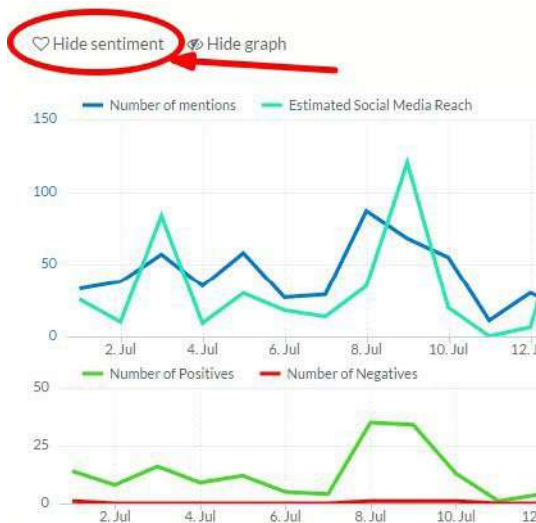 Hide sentiment Hide graph
Number of mentions Estimated Social Media Reach
150
100
50
0
2. Jul 4. Jul 6. Jul 8. Jul 10. Jul 12. J
Number of Positives Number of Negatives
50
25
0
2. Jul 4. Jul 6. Jul 8. Jul 10. Jul 12